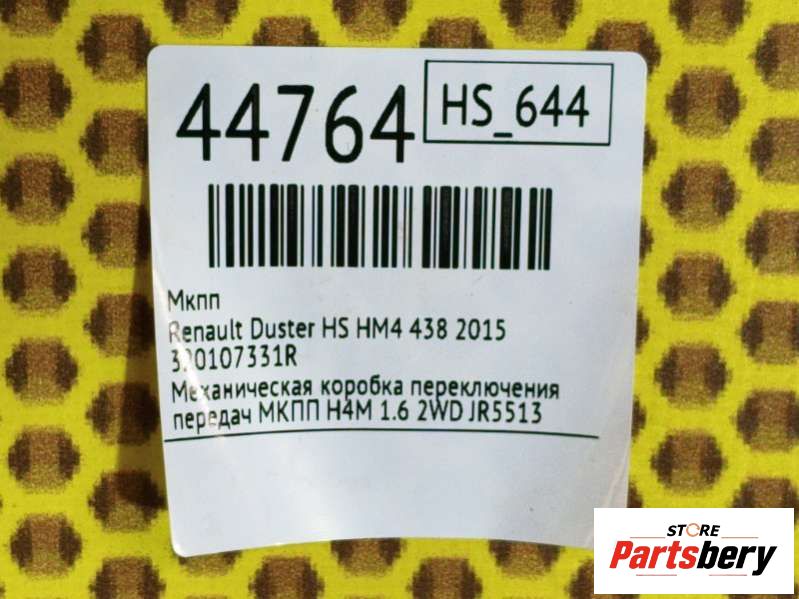 44764
HS_644
Мкпп
Renault Duster HS HM4 438 2015
320107331R
Механическая коробка переключения
передач МКПП H4M 1.6 2WD JR5513
STORE
Partsbery